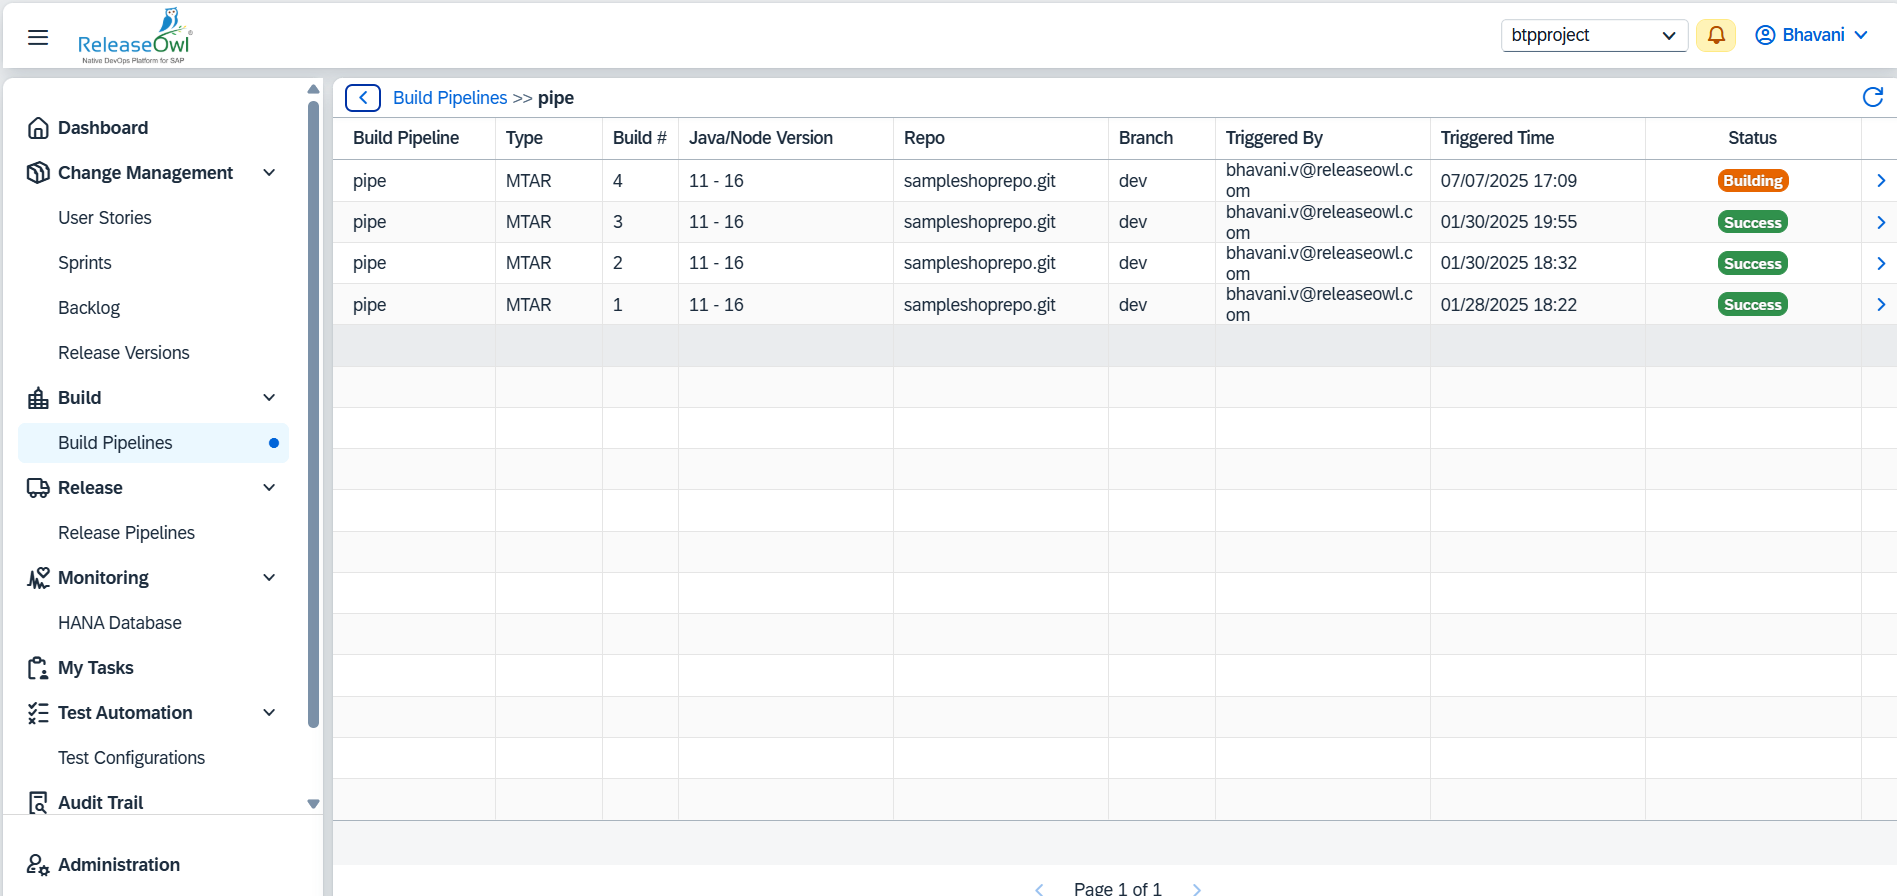 ReleaseOwl®
Native DevOps Platform for SAP
btpproject
Bhavani
Dashboard
Change Management
User Stories
Sprints
Backlog
Release Versions
Build
Build Pipelines
Release
Release Pipelines
Monitoring
HANA Database
My Tasks
Test Automation
Test Configurations
Audit Trail
Administration
Build Pipelines >> pipe
Build Pipeline Type Build # Java/Node Version Repo Branch Triggered By Triggered Time Status
pipe MTAR 4 11 - 16 sampleshoprepo.git dev bhavani.v@releaseowl.c
om 07/07/2025 17:09 Building
pipe MTAR 3 11 - 16 sampleshoprepo.git dev bhavani.v@releaseowl.c
om 01/30/2025 19:55 Success
pipe MTAR 2 11 - 16 sampleshoprepo.git dev bhavani.v@releaseowl.c
om 01/30/2025 18:32 Success
pipe MTAR 1 11 - 16 sampleshoprepo.git dev bhavani.v@releaseowl.c
om 01/28/2025 18:22 Success
Page 1 of 1